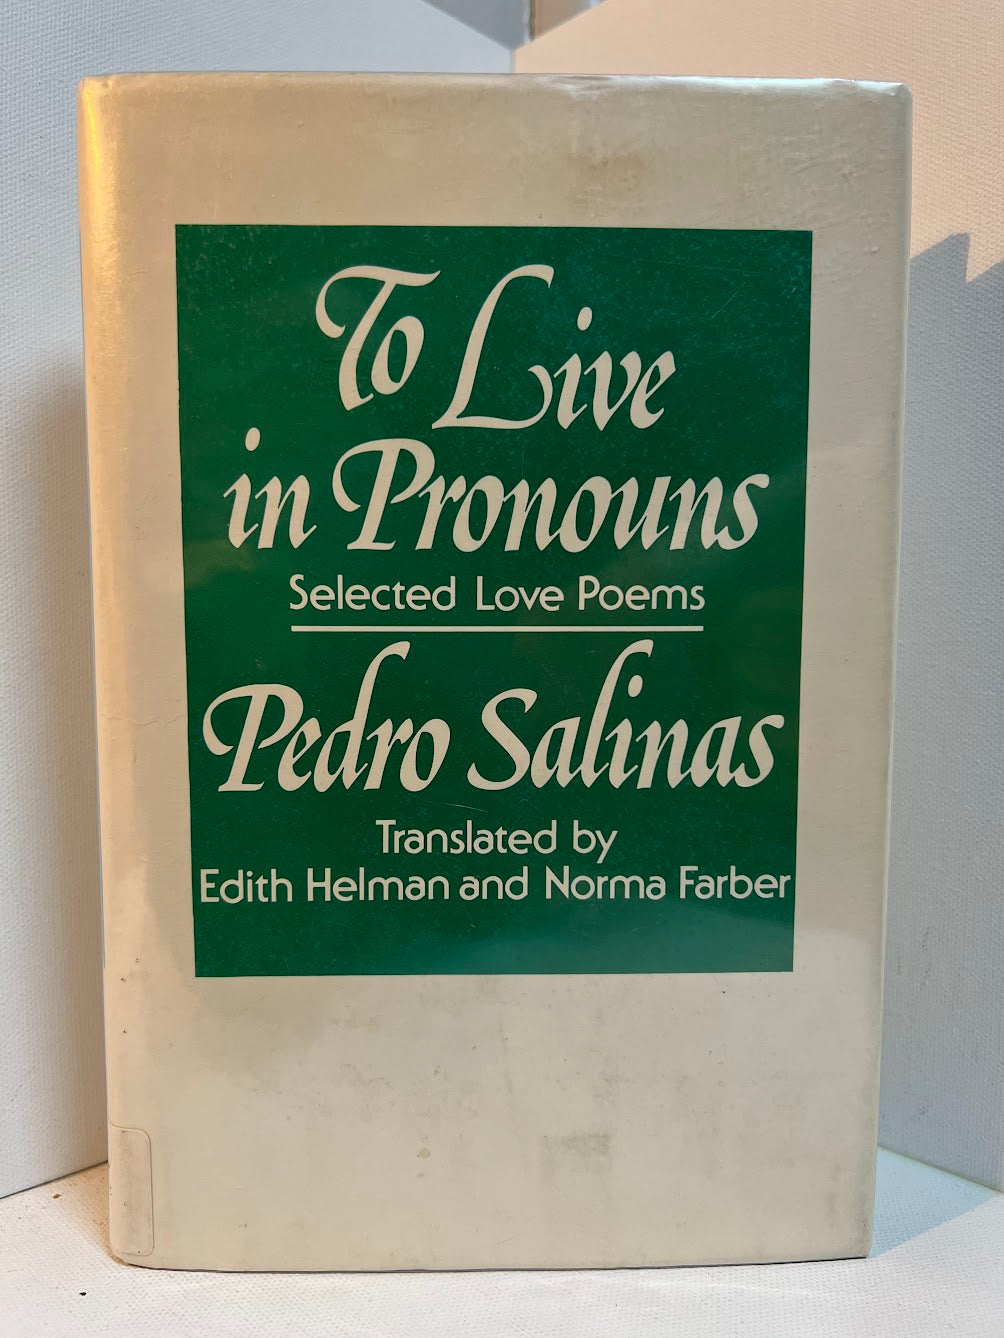 To Live
in Pronouns
Selected Love Poems
Pedro Salinas
Translated by
Edith Helman and Norma Farber